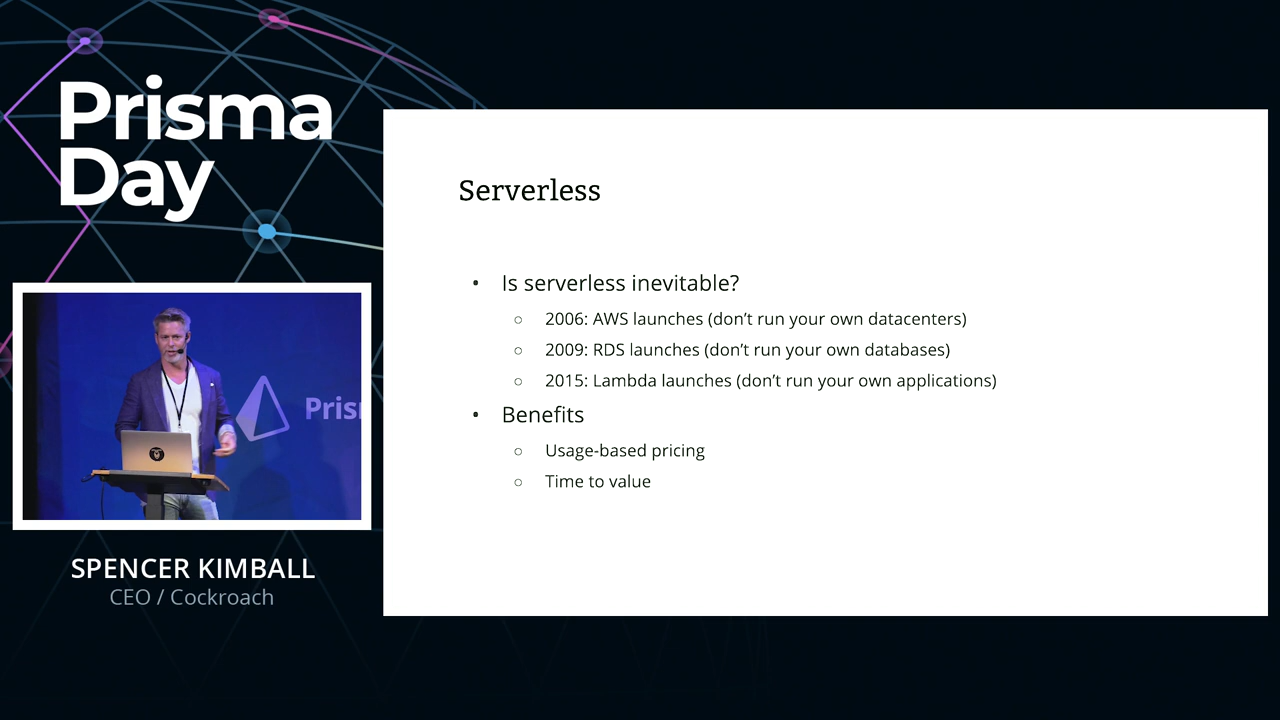 Prisma
Day
Serverless
• Is serverless inevitable?
○ 2006: AWS launches (don’t run your own datacenters)
○ 2009: RDS launches (don’t run your own databases)
○ 2015: Lambda launches (don’t run your own applications)
• Benefits
○ Usage-based pricing
○ Time to value
Pris
SPENCER KIMBALL
CEO / Cockroach